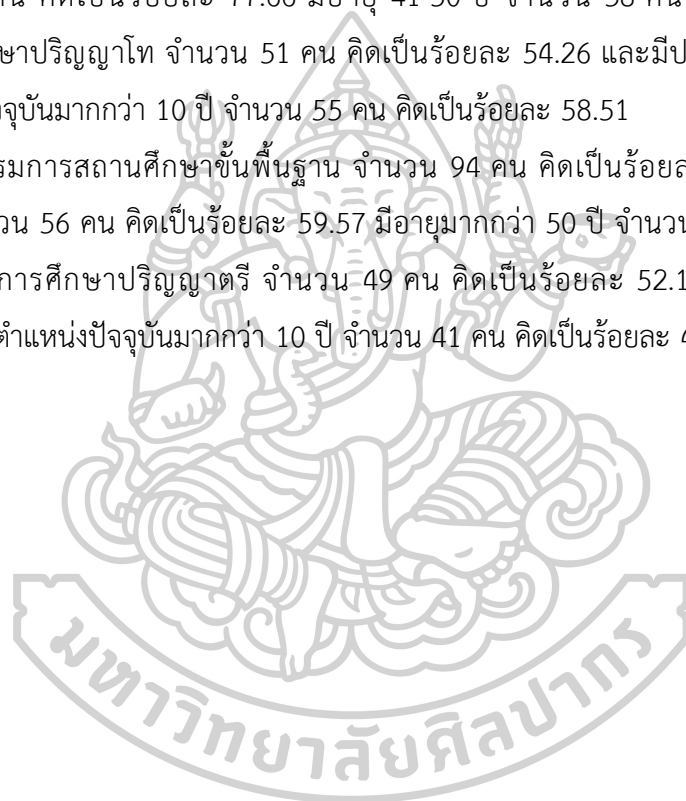 คิดเป็นร้อยละ 77.66 มีอายุ 41-50 ปี จำนวน 38 คน
ษาปริญญาโท จำนวน 51 คน คิดเป็นร้อยละ 54.26 และมีป
จุบันมากกว่า 10 ปี จำนวน 55 คน คิดเป็นร้อยละ 58.51
รมการสถานศึกษาขั้นพื้นฐาน จำนวน 94 คน คิดเป็นร้อยล
วน 56 คน คิดเป็นร้อยละ 59.57 มีอายุมากกว่า 50 ปี จำนวน
การศึกษาปริญญาตรี จำนวน 49 คน คิดเป็นร้อยละ 52.1
ตำแหน่งปัจจุบันมากกว่า 10 ปี จำนวน 41 คน คิดเป็นร้อยละ 4
มหาวิทยาลัยศิลปากร